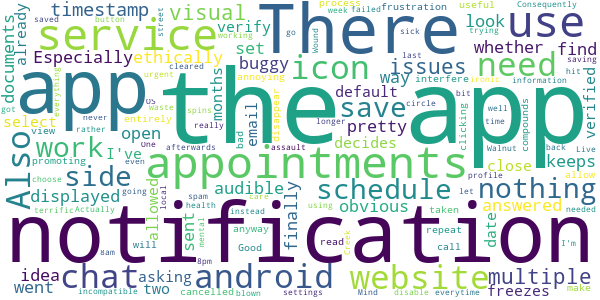 saved button timestamp visual process week failed frustration useful Consequently
service There use
documents already Especially ethically verify set buggy look whether working go street sick Wound last trying
icon issues need find saving hit ironic
app the app
select everything months way interfere save default email pretty
cleared annoying urgent disappear bit information verified
view US waste spins entirely circle decides clicking time compounds well
Also work open really longer appointments keeps Live
never rather One afterwards bad assault Walnut back
promoting I've side audible schedule close profile allow nothing
displayed even going mental health spam Care instead using let
allowed finally obvious answered needed
choose local sent read taken date
notification
terrific Actually will anyway repeat call Creek I'm
idea chat android website multiple
asking 8am Good 8pm
went two cancelled blown settings Mind disable everytime freezes make
incompatible